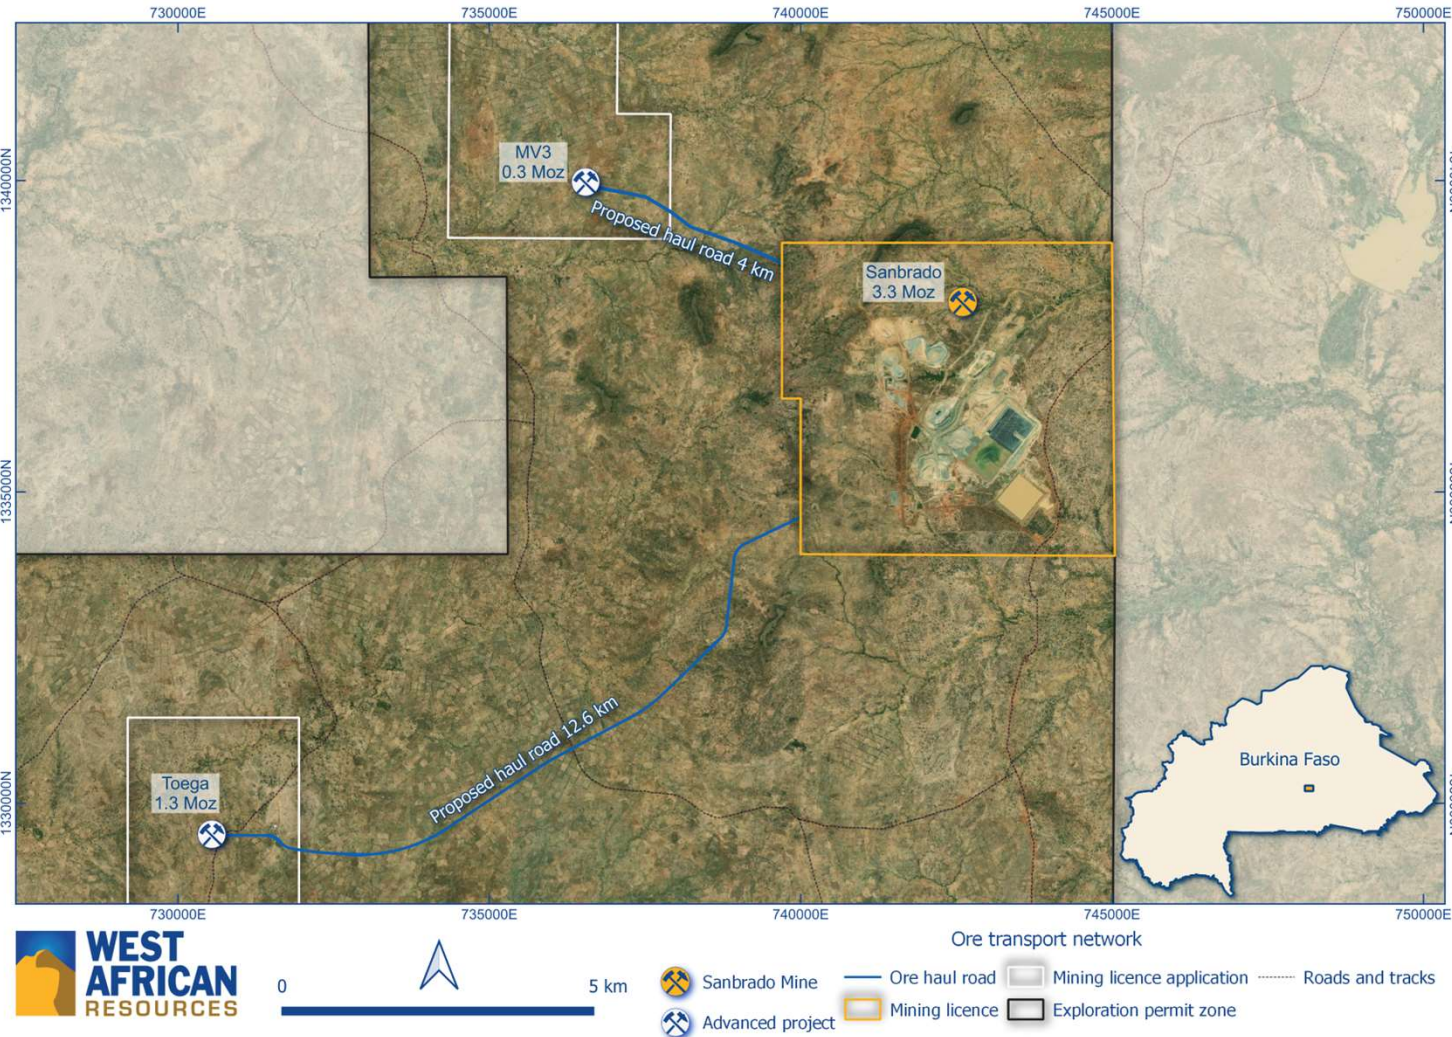 730000E
735000E
740000E
745000E
750000E
1340000N
1335000N
1330000N
MV3
0.3 Moz
Proposed haul road 4 km
Sanbrado
3.3 Moz
Proposed haul road 12.6 km
Toega
1.3 Moz
Burkina Faso
730000E
735000E
740000E
745000E
750000E
WEST
AFRICAN
RESOURCES
0
5 km
Ore transport network
Sanbrado Mine
Ore haul road
Mining licence application
Roads and tracks
Advanced project
Mining licence
Exploration permit zone